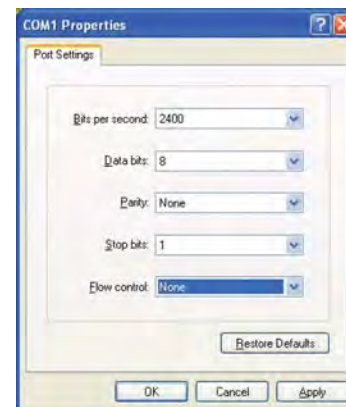 COM1 Properties
Port Settings
Bits per second: 2400
Data bits: 8
Parity: None
Stop bits: 1
Flow control: None
Restore Defaults
OK Cancel Apply